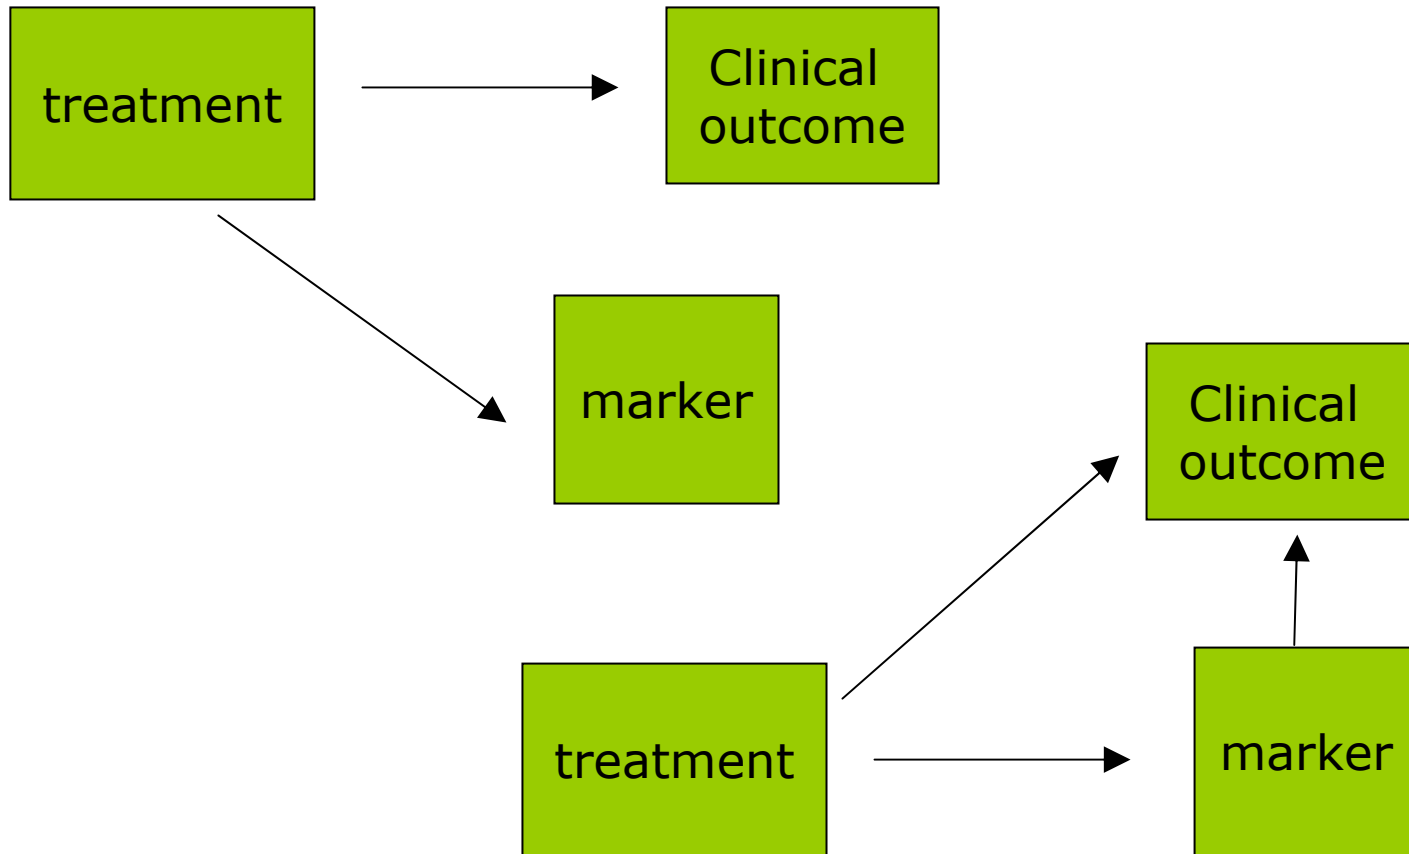 treatment
Clinical
outcome
marker
Clinical
outcome
treatment
marker